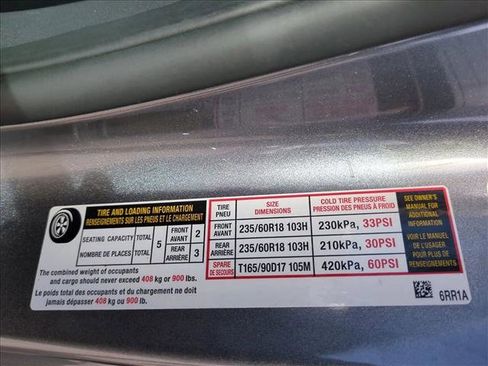 TIRE AND LOADING INFORMATION
RENSEIGNEMENTS SUR LES PNEUS ET LE CHARGEMENT
SEATING CAPACITY TOTAL 5 FRONT AVANT 2
NOMBRE DE PLACES TOTAL REAR ARRIÈRE 3
The combined weight of occupants
and cargo should never exceed 408 kg or 900 lbs.
Le poids total des occupants et du chargement ne doit
jamais dépasser 408 kg ou 900 lb.
TIRE PNEU SIZE DIMENSIONS COLD TIRE PRESSURE PRESSION DES PNEUS À FROID
FRONT AVANT 235/60R18 103H 230kPa, 33PSI
REAR ARRIÈRE 235/60R18 103H 210kPa, 30PSI
SPARE DE SECOURS T165/90D17 105M 420kPa, 60PSI
SEE OWNER'S
MANUAL FOR
ADDITIONAL
INFORMATION
VOIR LE MANUEL
DE L'USAGER
POUR PLUS DE
RENSEIGNEMENTS
6RR1A